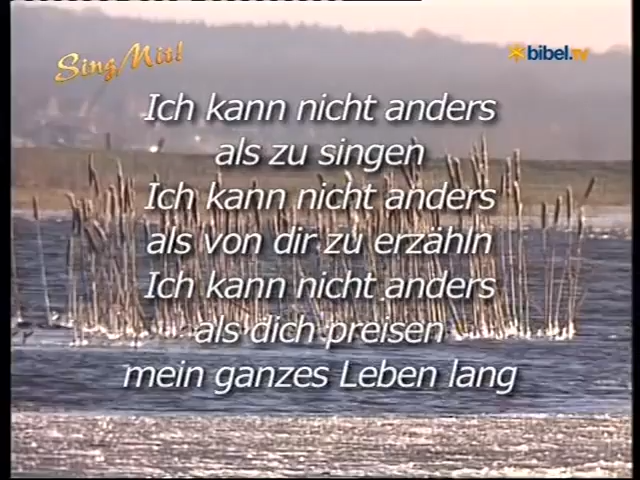 Sing Mit!
bibel.TV
Ich kann nicht anders
als zu singen
Ich kann nicht anders
als von dir zu erzähln
Ich kann nicht anders
als dich preisen
mein ganzes Leben lang